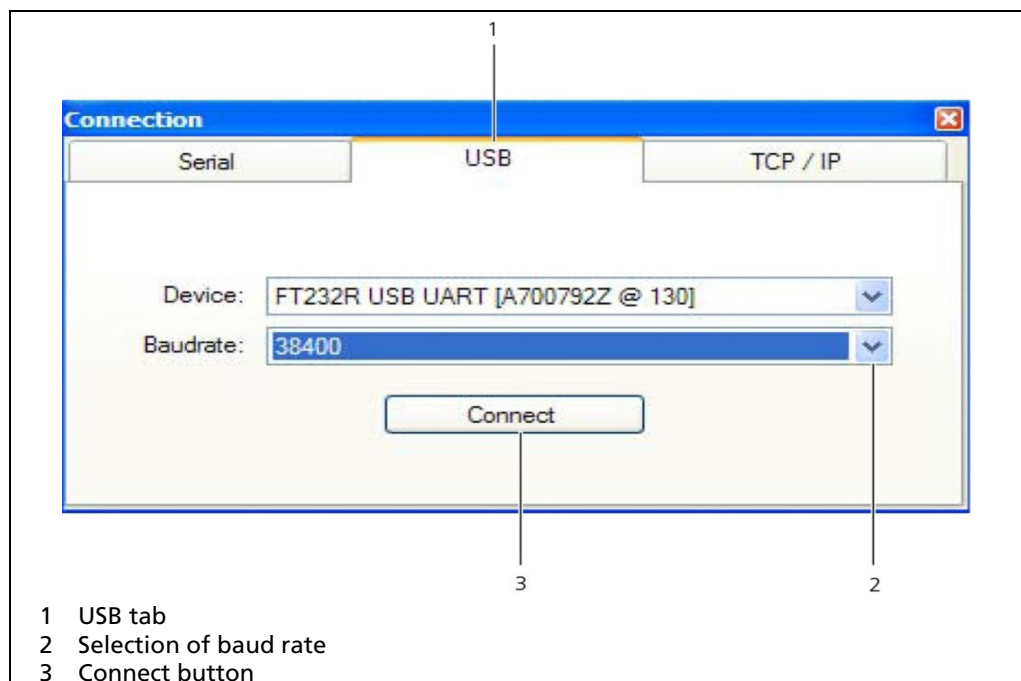 1
Connection
Serial USB TCP / IP
Device: FT232R USB UART [A700792Z @ 130]
Baudrate: 38400
Connect
3 2
1 USB tab
2 Selection of baud rate
3 Connect button